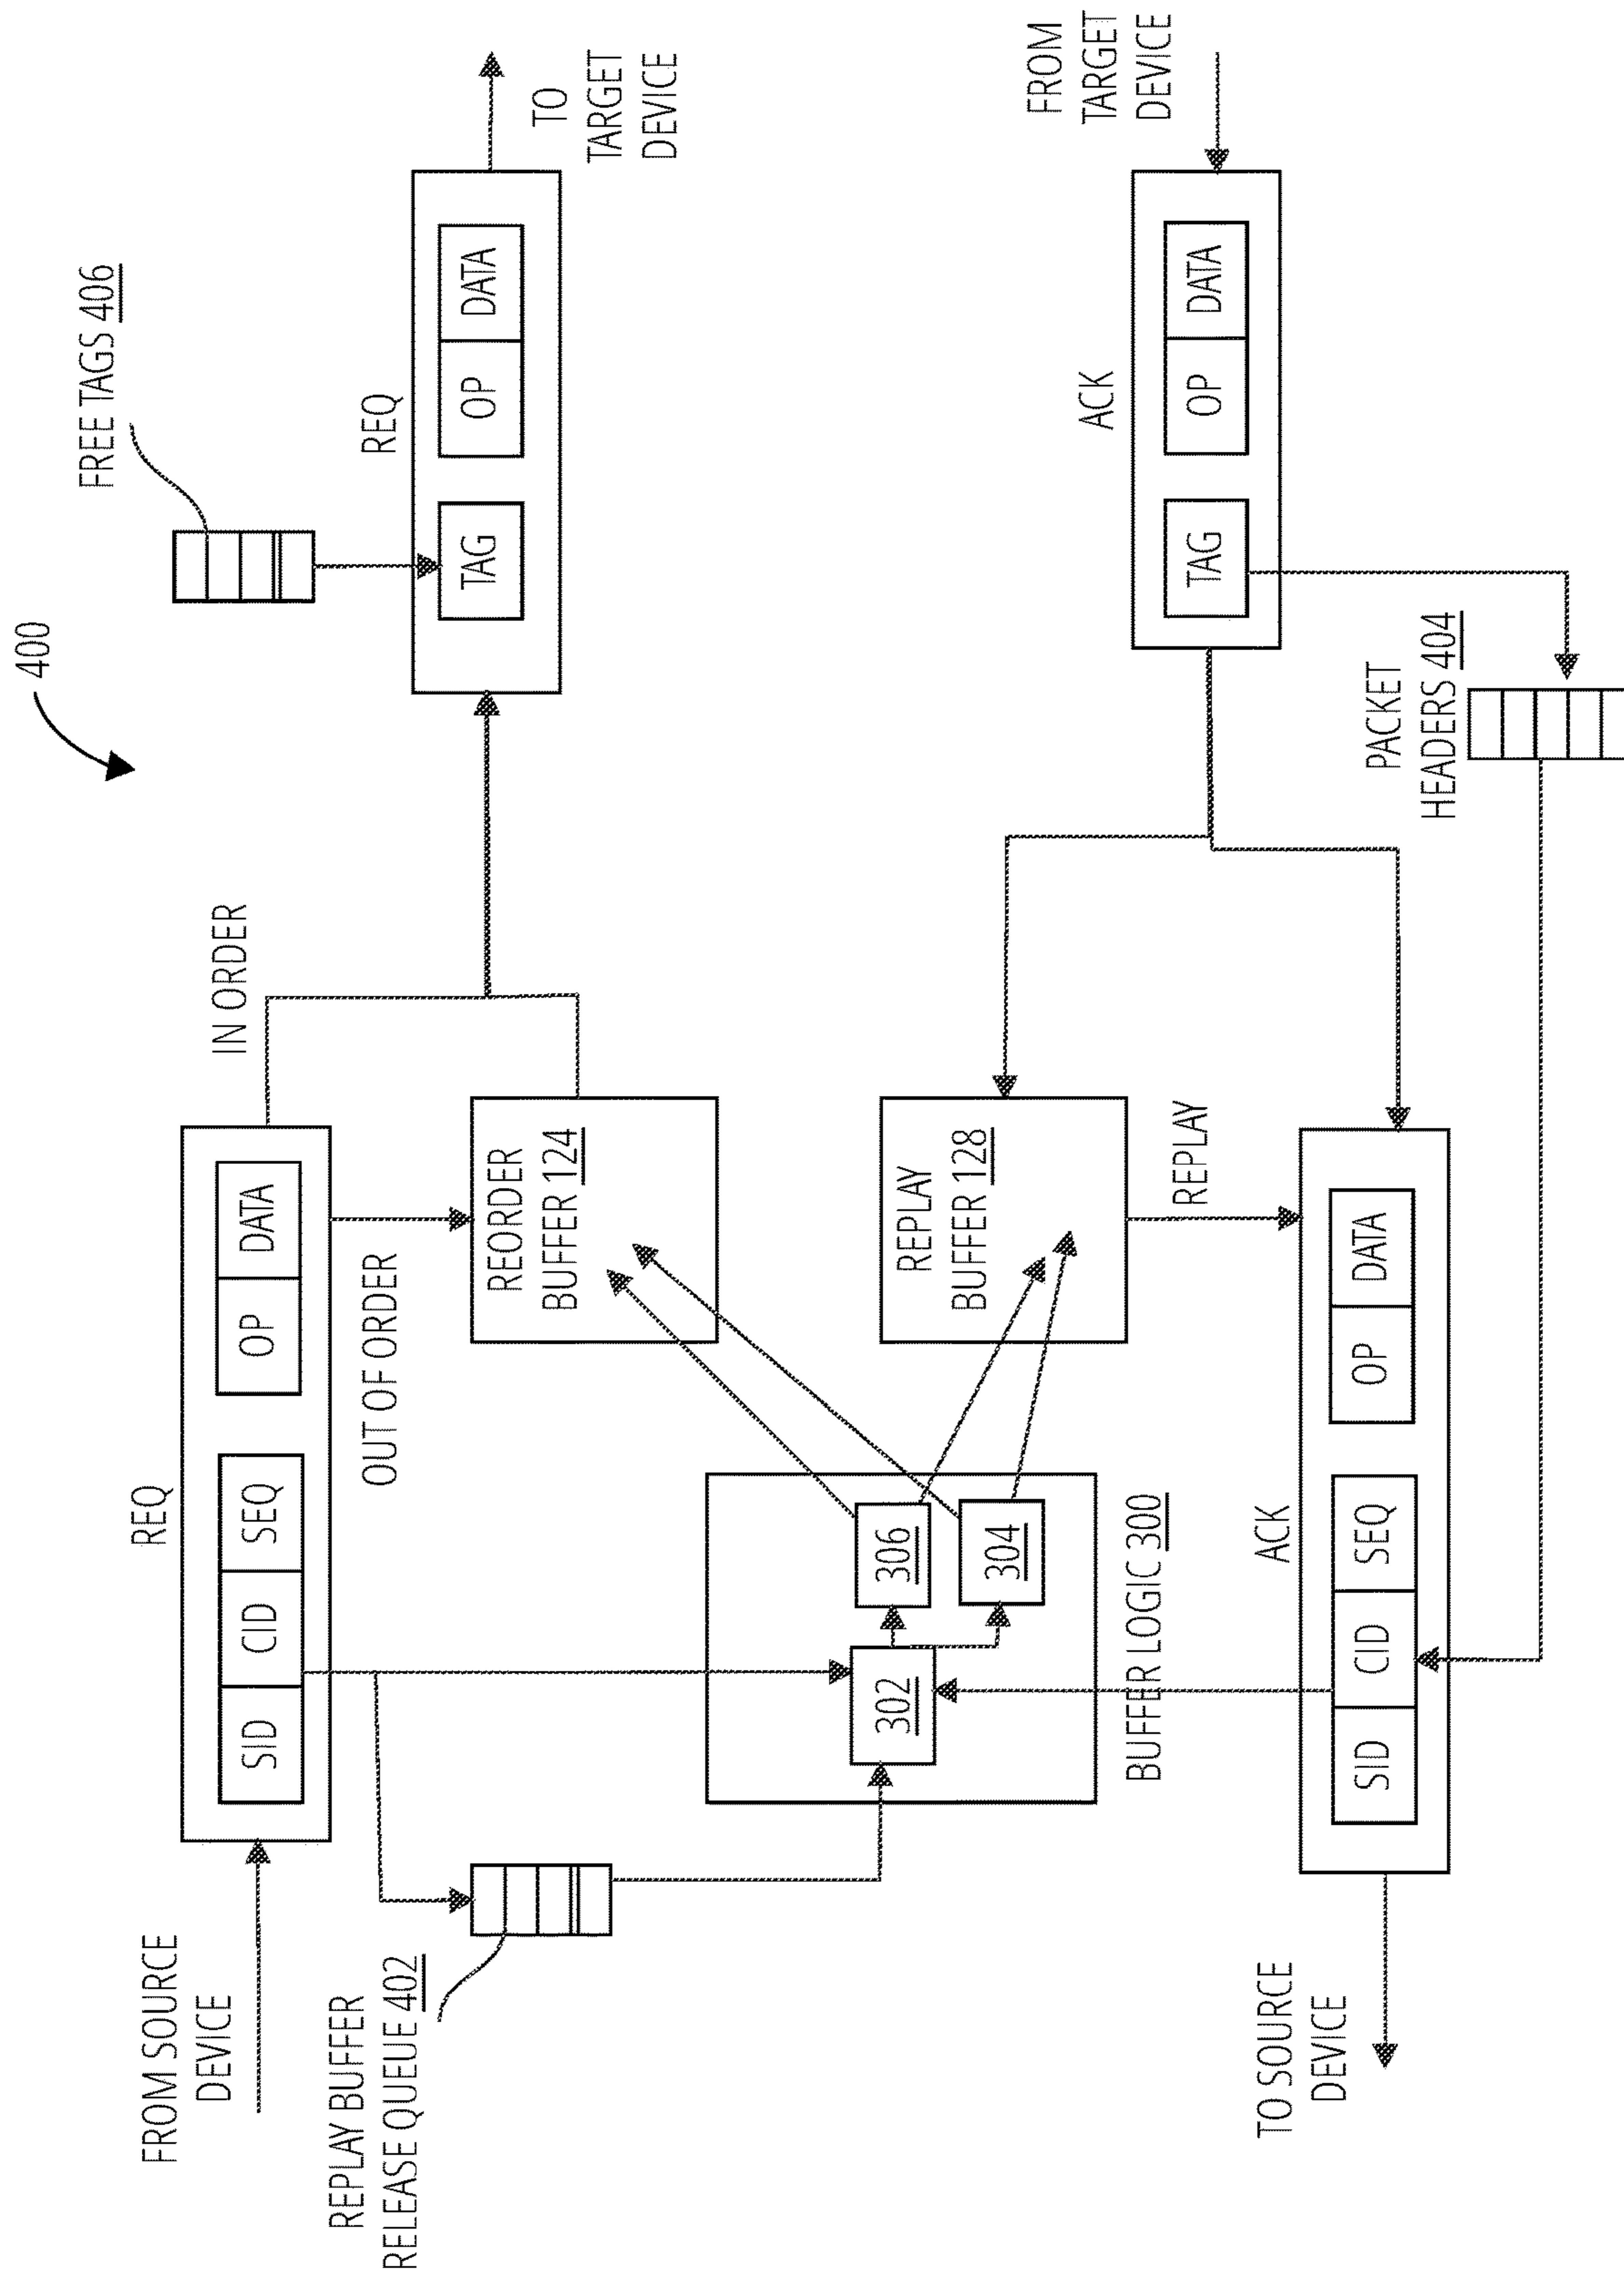 400
FREE TAGS 406
FROM SOURCE
DEVICE
REQ
SID CID SEQ
OP DATA
IN ORDER
REQ
TAG
OP DATA
TO
TARGET
DEVICE
OUT OF ORDER
REPLAY BUFFER
RELEASE QUEUE 402
REORDER
BUFFER 124
302
306
304
BUFFER LOGIC 300
REPLAY
BUFFER 128
REPLAY
FROM
TARGET
DEVICE
ACK
TAG
OP DATA
PACKET
HEADERS 404
ACK
SID CID SEQ
OP DATA
TO SOURCE
DEVICE